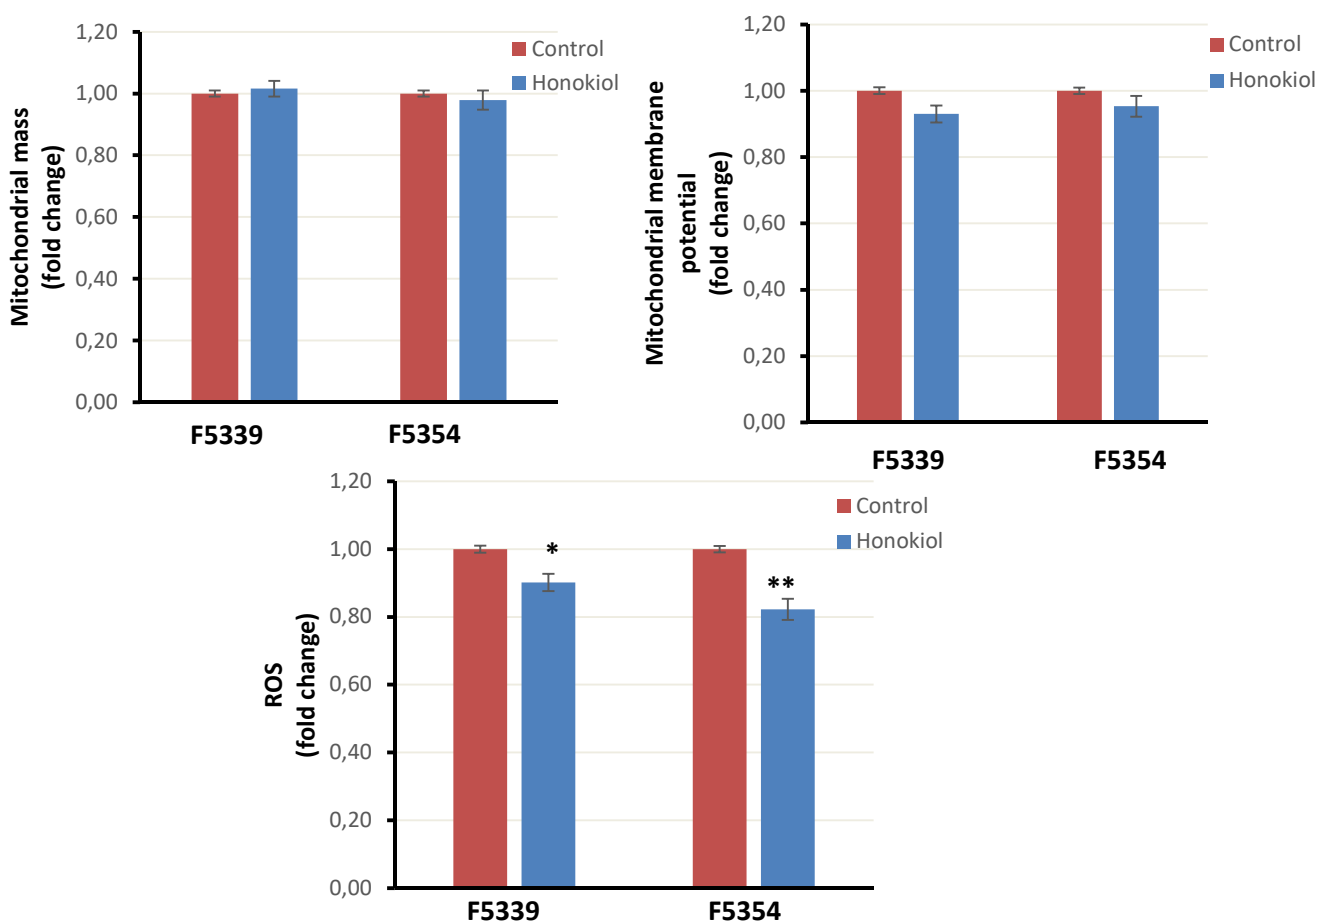 Mitochondrial mass
(fold change)
1,20
1,00
0,80
0,60
0,40
0,20
0,00
Control
Honokiol
F5339
F5354
Mitochondrial membrane
potential
(fold change)
1,20
1,00
0,80
0,60
0,40
0,20
0,00
Control
Honokiol
F5339
F5354
ROS
(fold change)
1,20
1,00
0,80
0,60
0,40
0,20
0,00
Control
Honokiol
*
**
F5339
F5354